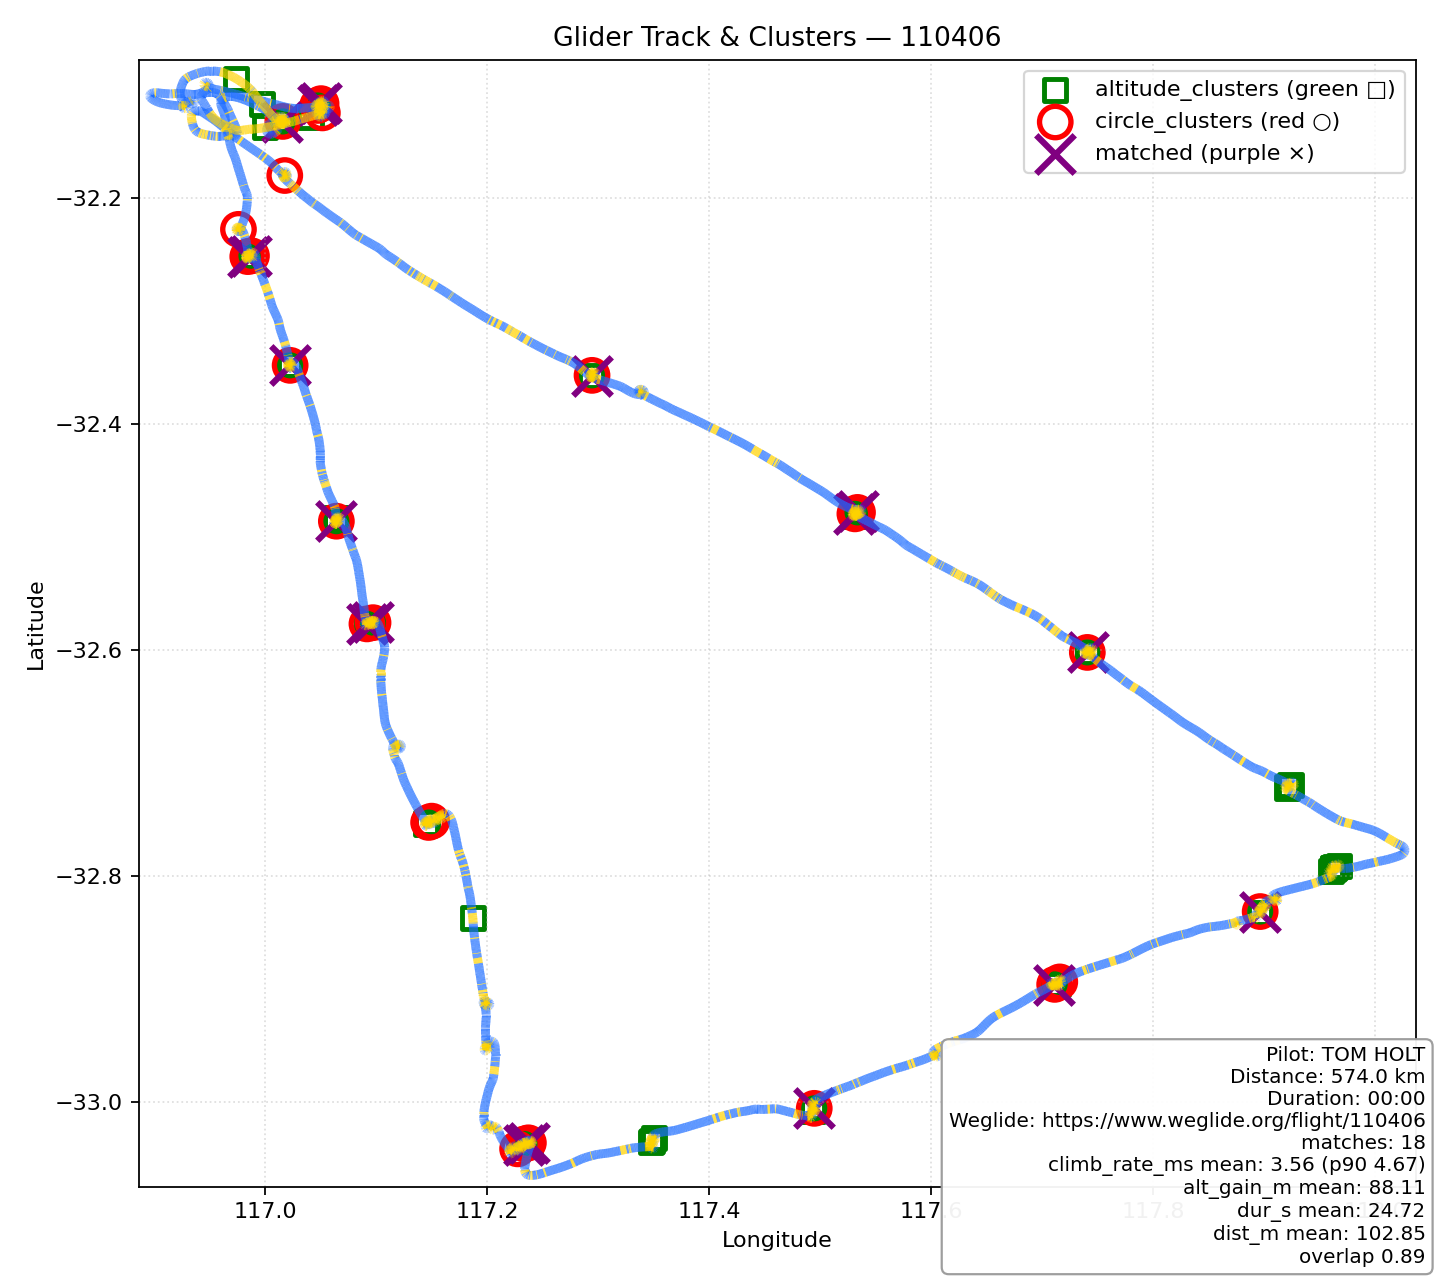 Glider Track & Clusters — 110406
altitude_clusters (green □)
circle_clusters (red ○)
matched (purple ×)
Latitude
−32.2
−32.4
−32.6
−32.8
−33.0
117.0
117.2
117.4
117.6
117.8
Longitude
Pilot: TOM HOLT
Distance: 574.0 km
Duration: 00:00
Weglide: https://www.weglide.org/flight/110406
matches: 18
climb_rate_ms mean: 3.56 (p90 4.67)
alt_gain_m mean: 88.11
dur_s mean: 24.72
dist_m mean: 102.85
overlap 0.89